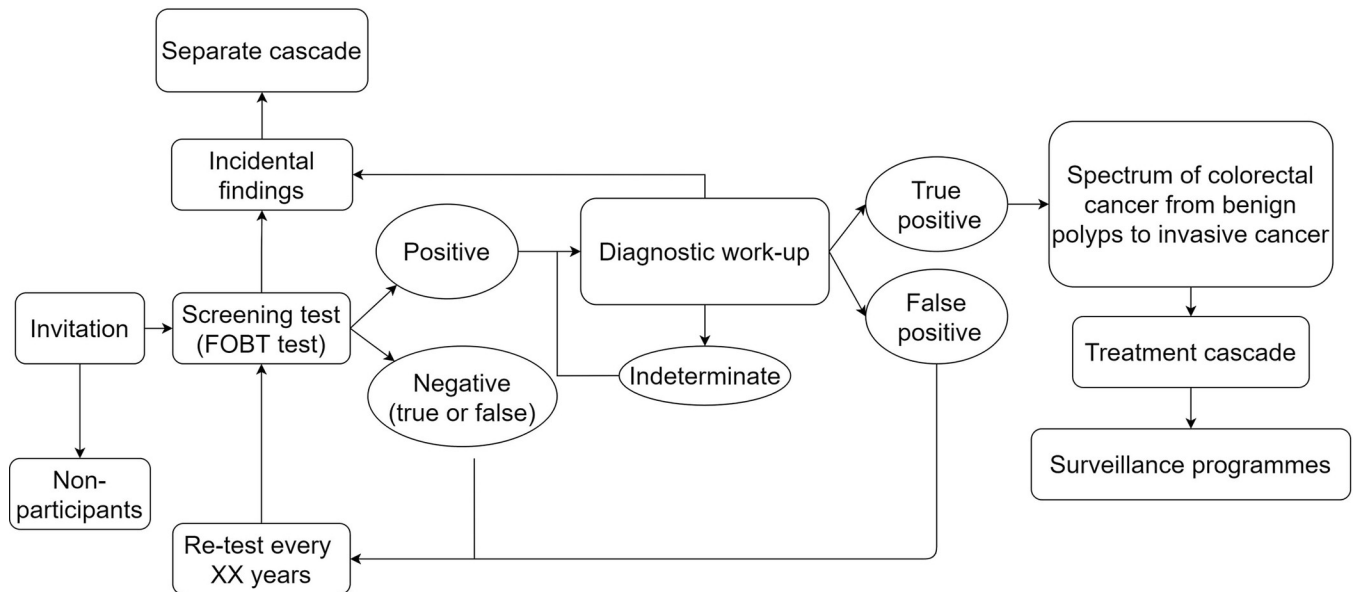 Separate cascade
Incidental
findings
Invitation
Non-
participants
Screening test
(FOBT test)
Re-test every
XX years
Positive
Negative
(true or false)
Diagnostic work-up
Indeterminate
True
positive
False
positive
Spectrum of colorectal
cancer from benign
polyps to invasive cancer
Treatment cascade
Surveillance programmes